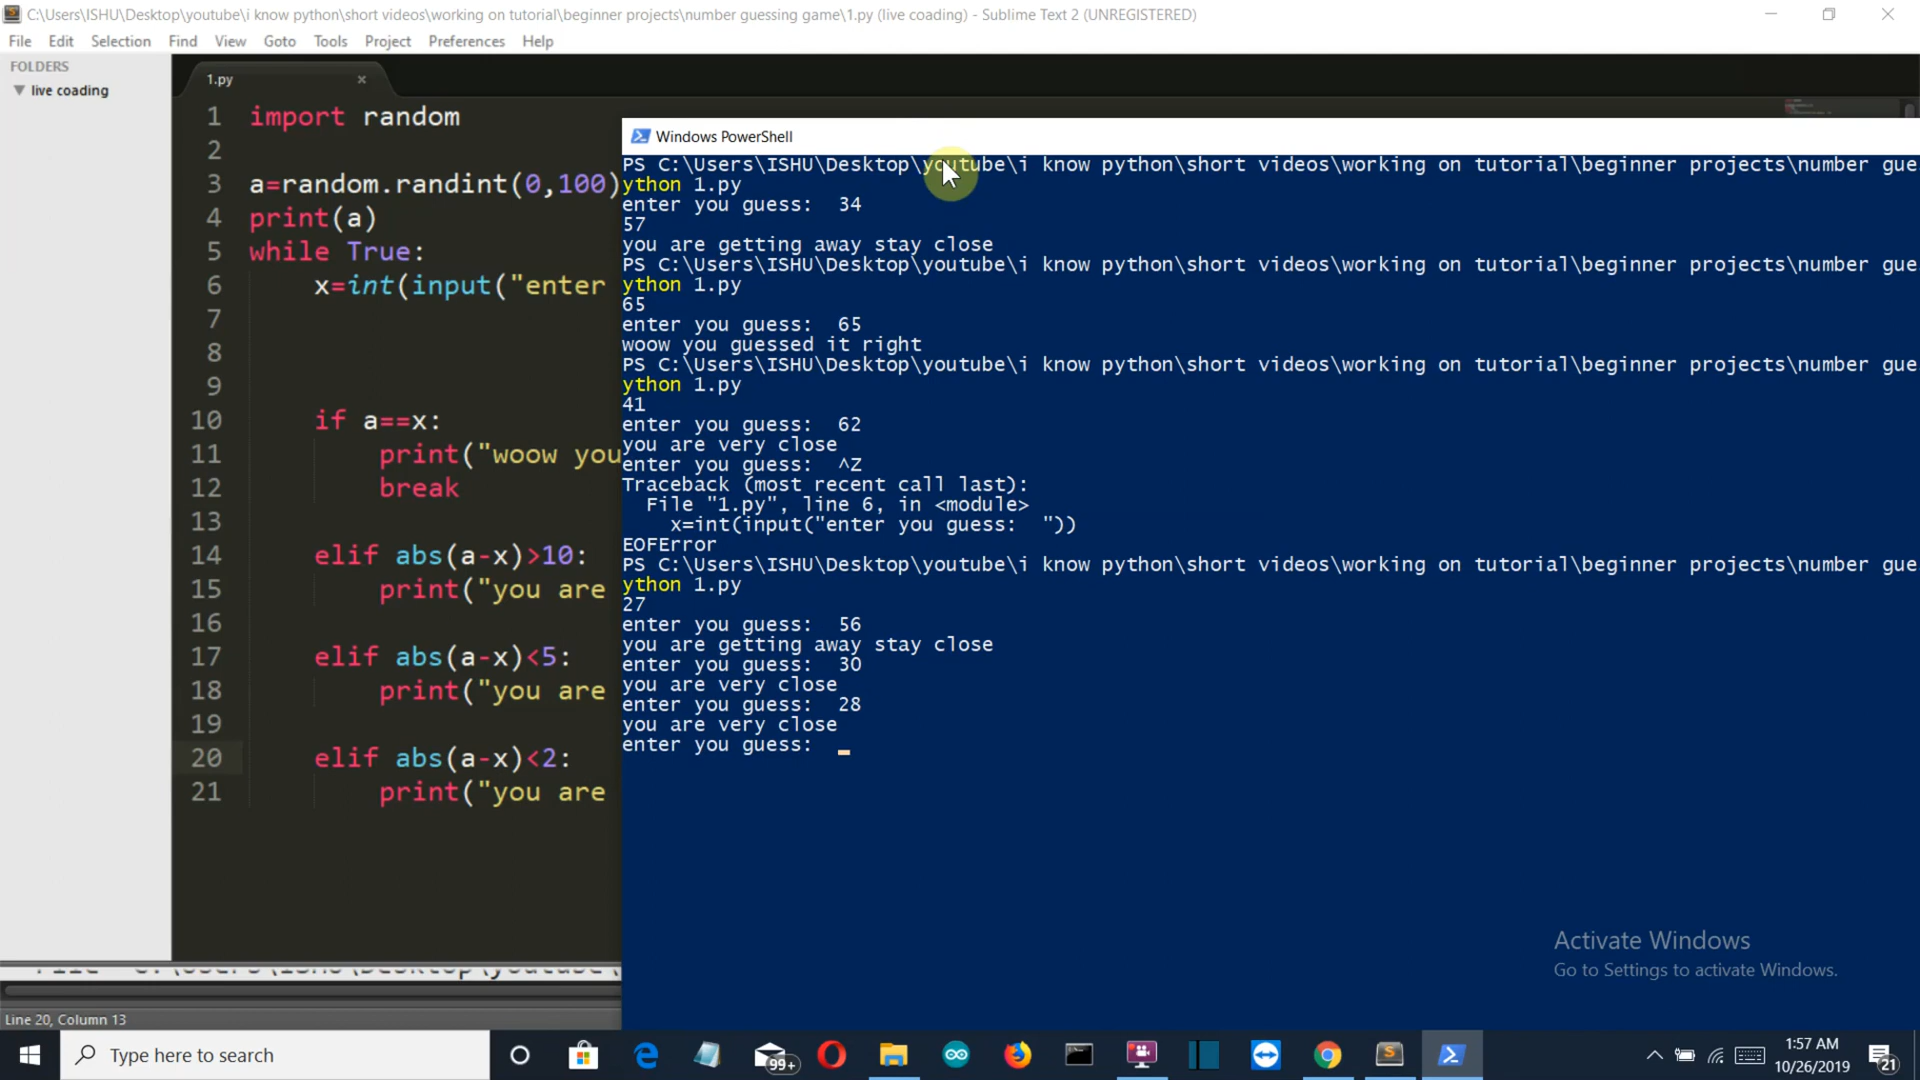 C:\Users\ISHU\Desktop\youtube\i know python\short videos\working on tutorial\beginner projects\number guessing game\1.py (live coading) - Sublime Text 2 (UNREGISTERED)
File Edit Selection Find View Goto Tools Project Preferences Help
FOLDERS
live coading
1.py
1 import random
2
3 a=random.randint(0,100)
4 print(a)
5 while True:
6 x=int(input("enter
7
8
9
10 if a==x:
11 print("woow you
12 break
13
14 elif abs(a-x)>10:
15 print("you are
16
17 elif abs(a-x)<5:
18 print("you are
19
20 elif abs(a-x)<2:
21 print("you are
Line 20, Column 13
Windows PowerShell
PS C:\Users\ISHU\Desktop\youtube\i know python\short videos\working on tutorial\beginner projects\number gue
ython 1.py
enter you guess:  34
57
you are getting away stay close
PS C:\Users\ISHU\Desktop\youtube\i know python\short videos\working on tutorial\beginner projects\number gue
ython 1.py
65
enter you guess:  65
woow you guessed it right
PS C:\Users\ISHU\Desktop\youtube\i know python\short videos\working on tutorial\beginner projects\number gue
ython 1.py
41
enter you guess:  62
you are very close
enter you guess:  ^Z
Traceback (most recent call last):
File "1.py", line 6, in <module>
x=int(input("enter you guess:  "))
EOFError
PS C:\Users\ISHU\Desktop\youtube\i know python\short videos\working on tutorial\beginner projects\number gue
ython 1.py
27
enter you guess:  56
you are getting away stay close
enter you guess:  30
you are very close
enter you guess:  28
you are very close
enter you guess:
Activate Windows
Go to Settings to activate Windows.
Type here to search
99+
1:57 AM
10/26/2019
21